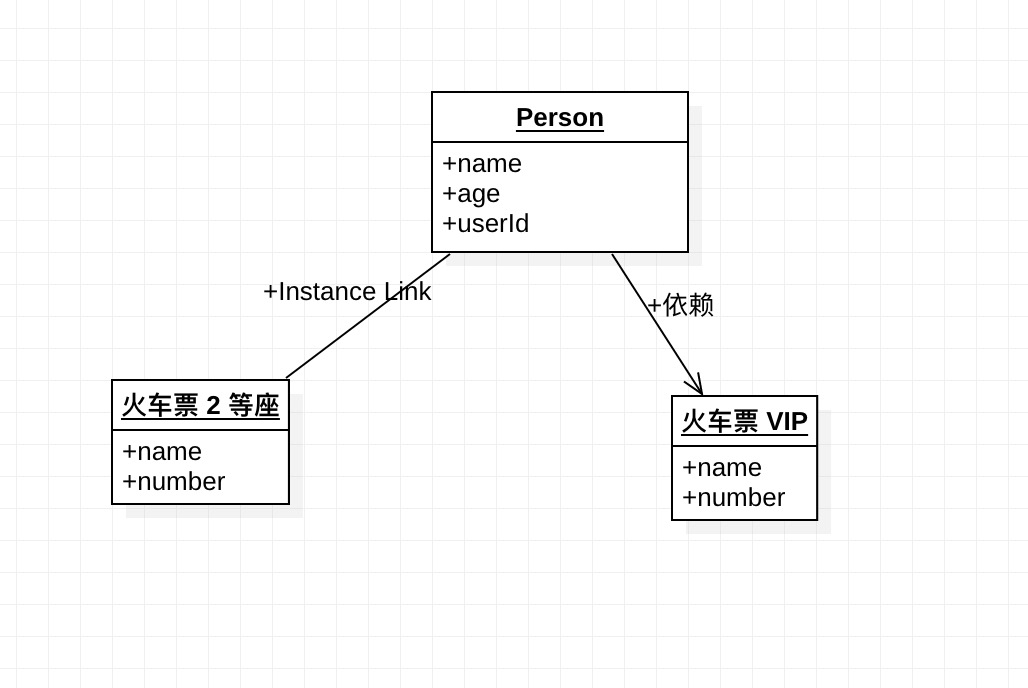 Person
+name
+age
+userId
+Instance Link
+依赖
火车票 2 等座
+name
+number
火车票 VIP
+name
+number